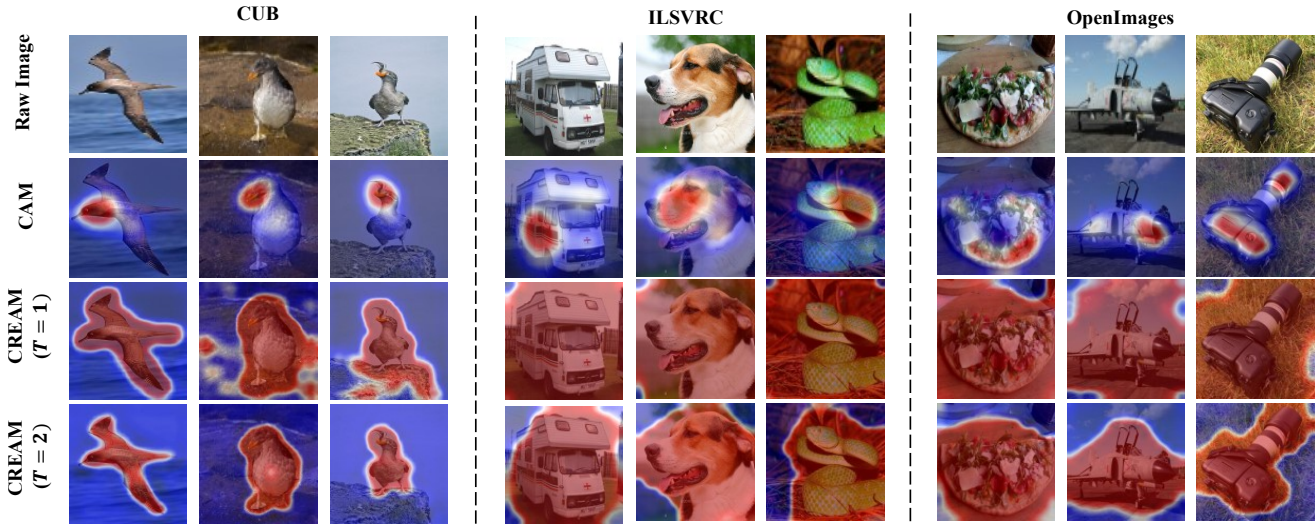 CUB
ILSVRC
OpenImages
Raw Image
CAM
CREAM
(T = 1)
CREAM
(T = 2)